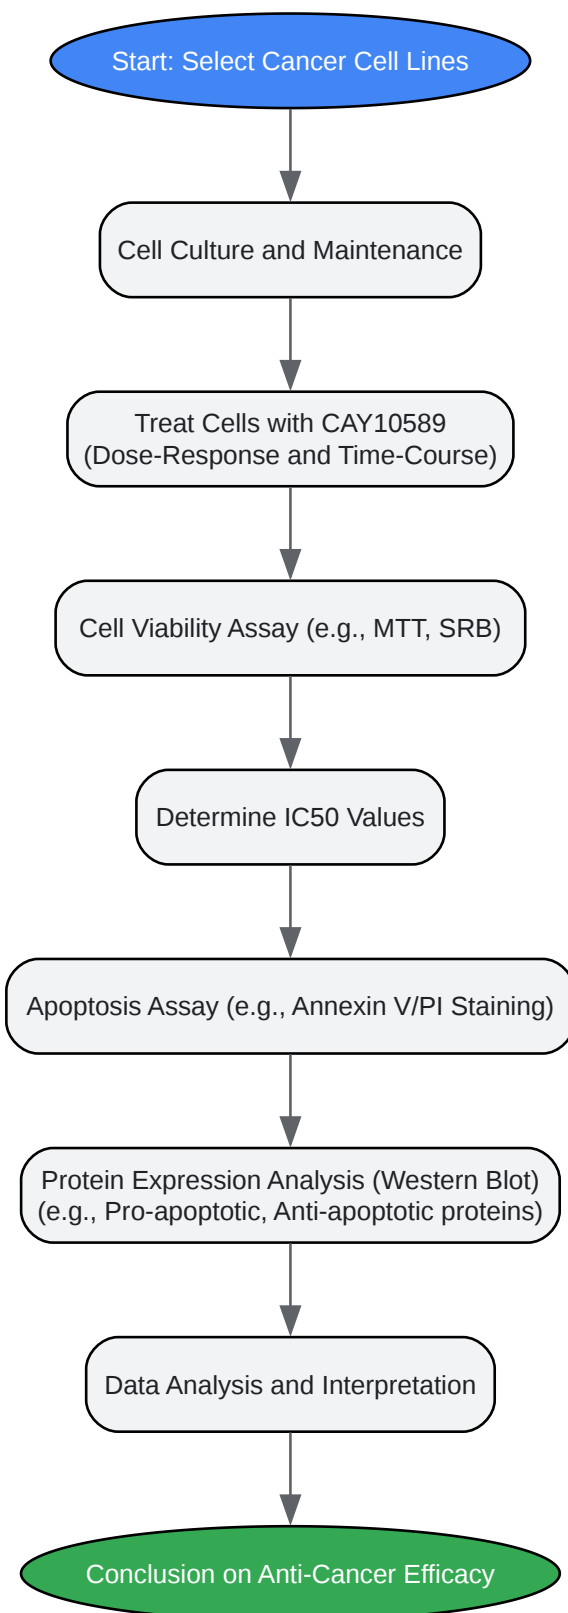 Start: Select Cancer Cell Lines
Cell Culture and Maintenance
Treat Cells with CAY10589
(Dose-Response and Time-Course)
Cell Viability Assay (e.g., MTT, SRB)
Determine IC50 Values
Apoptosis Assay (e.g., Annexin V/PI Staining)
Protein Expression Analysis (Western Blot)
(e.g., Pro-apoptotic, Anti-apoptotic proteins)
Data Analysis and Interpretation
Conclusion on Anti-Cancer Efficacy